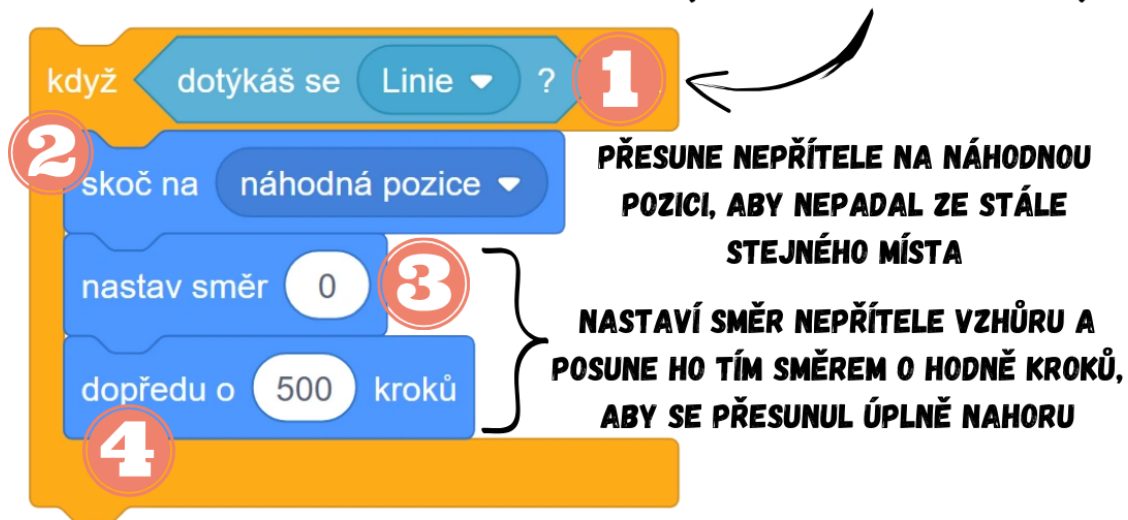 když dotýkáš se Linie ? 1
2
skoč na náhodná pozice
PŘESUNE NEPŘÍTELE NA NÁHODNOU
POZICI, ABY NEPADAL ZE STÁLE
STEJNÉHO MÍSTA
nastav směr 0 3
dopředu o 500 kroků
4
NASTAVÍ SMĚR NEPŘÍTELE VZHŮRU A
POSUNE HO TÍM SMĚREM O HODNĚ KROKŮ,
ABY SE PŘESUNUL ÚPLNĚ NAHORU